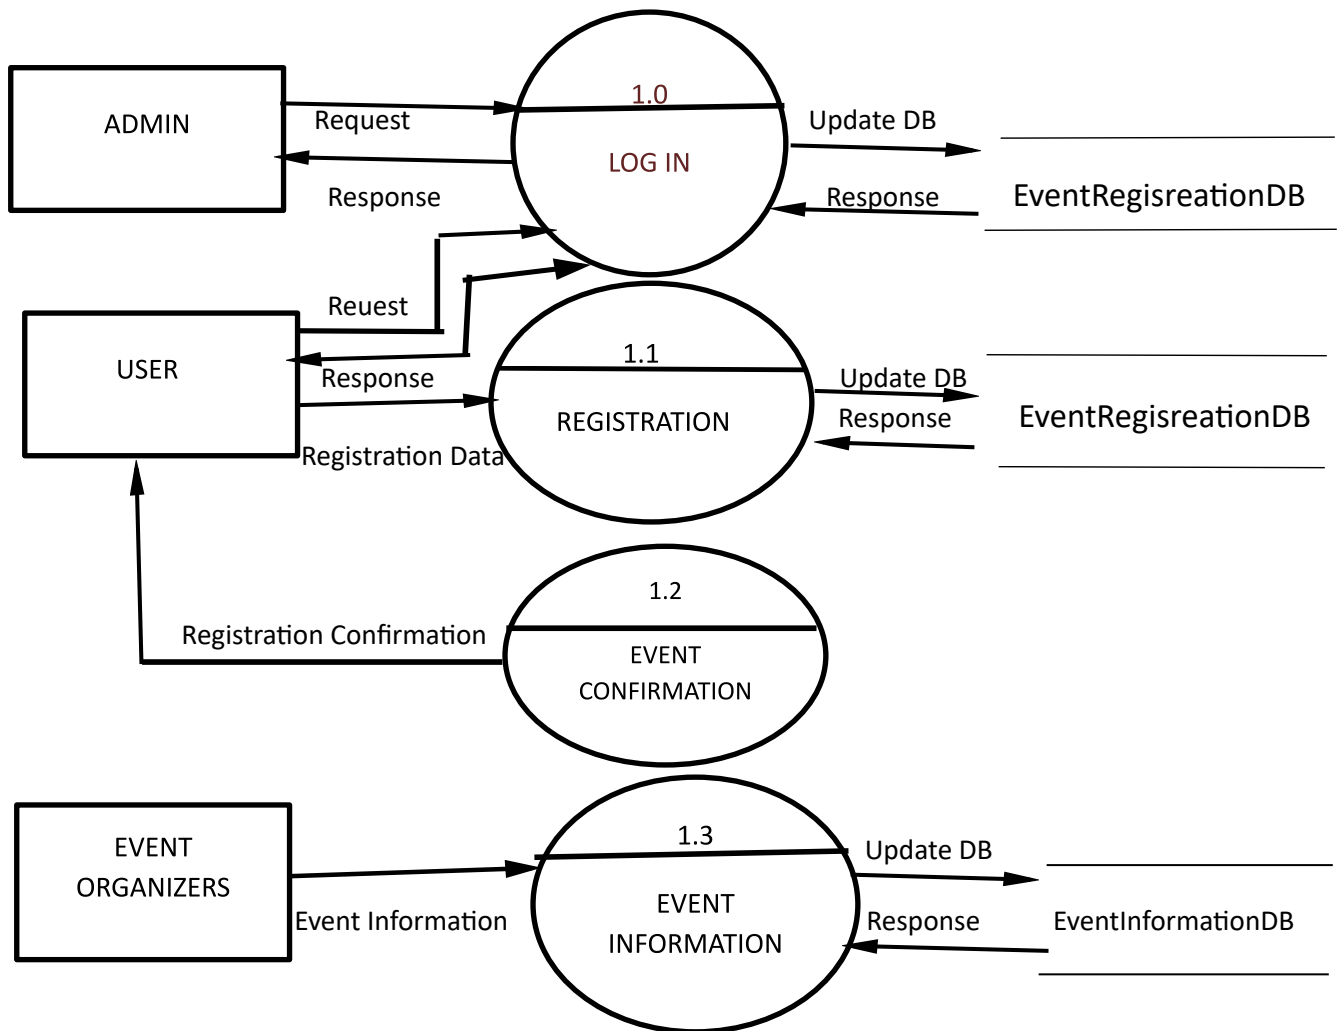 1.0
ADMIN
Request
LOG IN
Response
Update DB
Response
EventRegisreationDB
Reuest
USER
Response
Registration Data
1.1
REGISTRATION
Update DB
Response
EventRegisreationDB
1.2
Registration Confirmation
EVENT
CONFIRMATION
EVENT
ORGANIZERS
Event Information
1.3
EVENT
INFORMATION
Update DB
Response
EventInformationDB